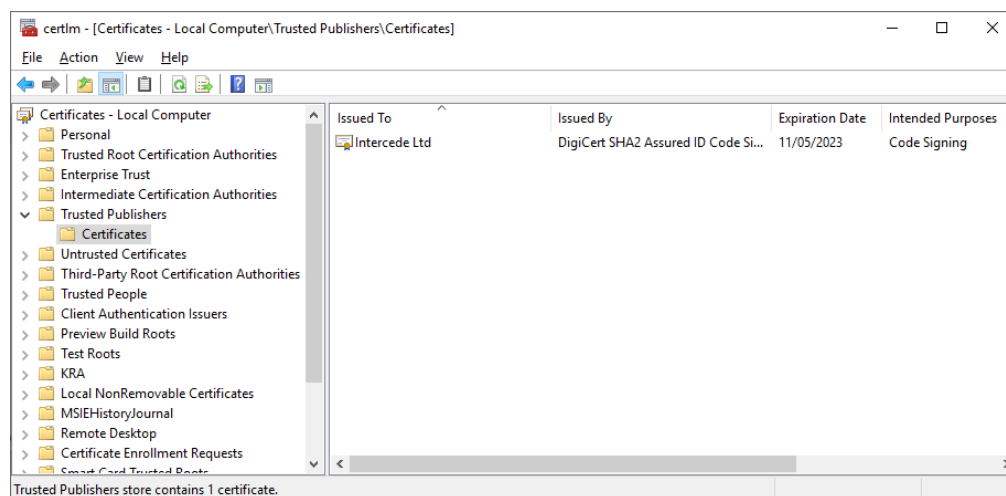 certlm - [Certificates - Local Computer\Trusted Publishers\Certificates]
File Action View Help
Certificates - Local Computer
Personal
Trusted Root Certification Authorities
Enterprise Trust
Intermediate Certification Authorities
Trusted Publishers
Certificates
Untrusted Certificates
Third-Party Root Certification Authorities
Trusted People
Client Authentication Issuers
Preview Build Roots
Test Roots
KRA
Local NonRemovable Certificates
MSIEHistoryJournal
Remote Desktop
Certificate Enrollment Requests
Smart Card Trusted Roots
Issued To Issued By Expiration Date Intended Purposes
Intercede Ltd DigiCert SHA2 Assured ID Code Si... 11/05/2023 Code Signing
Trusted Publishers store contains 1 certificate.